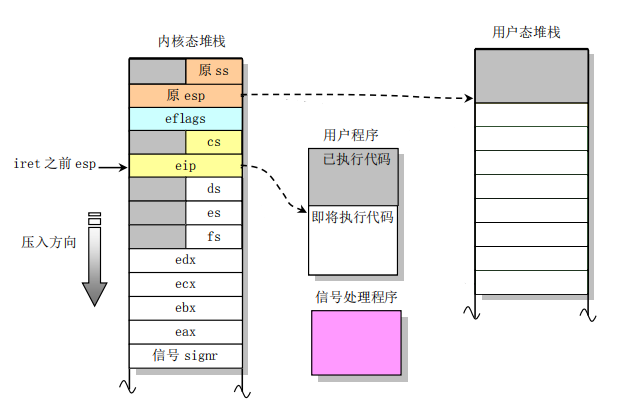 内核态堆栈
原 ss
原 esp
eflags
cs
iret 之前 esp
eip
ds
es
fs
压入方向
edx
ecx
ebx
eax
信号 signr
用户程序
已执行代码
即将执行代码
信号处理程序
用户态堆栈